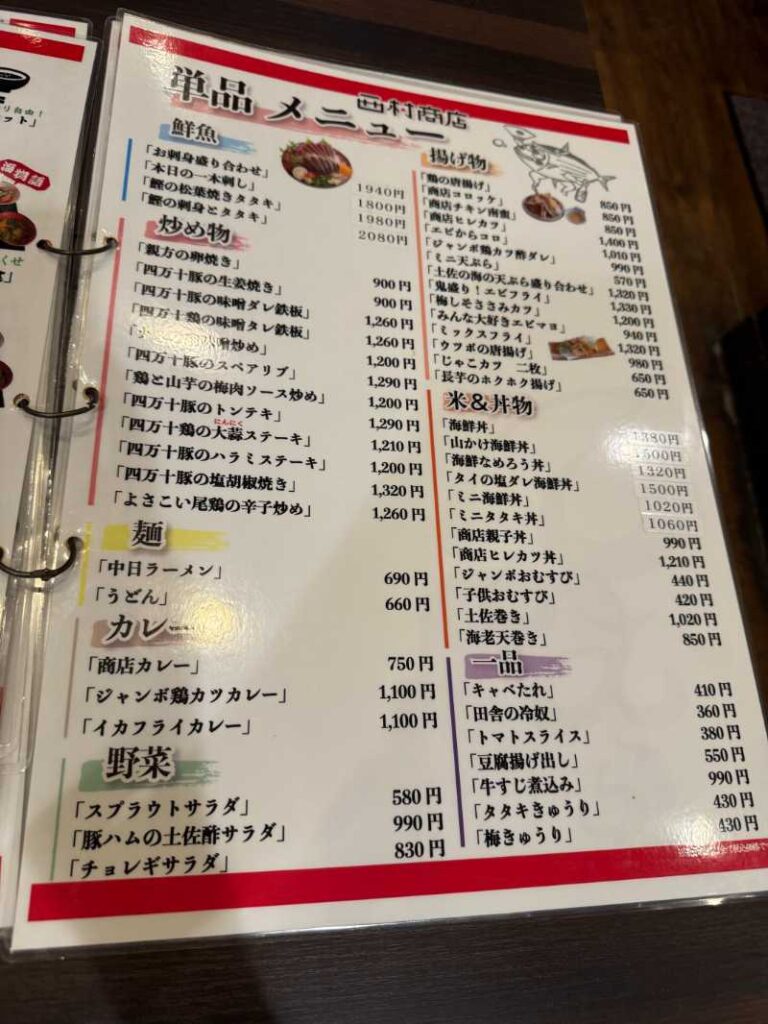 り自由！
ット」
西村商店
単品 メニュー
鮮魚
「お刺身盛り合わせ」 1940円
「本日の一本刺し」 1800円
「鰹の松葉焼きタタキ」 1980円
「鰹の刺身とタタキ」 2080円
炒め物
「親方の卵焼き」 900円
「四万十豚の生姜焼き」 900円
「四万十豚の味噌ダレ鉄板」 1,260円
「四万十鶏の味噌タレ鉄板」 1,260円
炒め」 1,200円
「四万十豚のスペアリブ」 1,290円
「鶏と山芋の梅肉ソース炒め」 1,200円
「四万十豚のトンテキ」 1,290円
にんにく
「四万十鶏の大蒜ステーキ」 1,210円
「四万十豚のハラミステーキ」 1,200円
「四万十豚の塩胡椒焼き」 1,320円
「よさこい尾鶏の辛子炒め」 1,260円
麺
「中日ラーメン」 690円
「うどん」 660円
カレー
「商店カレー」 750円
「ジャンボ鶏カツカレー」 1,100円
「イカフライカレー」 1,100円
野菜
「スプラウトサラダ」 580円
「豚ハムの土佐酢サラダ」 990円
「チョレギサラダ」 830円
揚げ物
「鶏の唐揚げ」 850円
「商店コロッケ」 850円
「商店チキン南蛮」 850円
「商店ヒレカツ」 1,400円
「エビからコロ」 1,010円
「ジャンボ鶏カツ酢ダレ」 990円
「ミニ天ぷら」 570円
「土佐の海の天ぷら盛り合わせ」 1,320円
「鬼盛り！エビフライ」 1,330円
「梅しそささみカツ」 1,200円
「みんな大好きエビマヨ」 940円
「ミックスフライ」 1,320円
「ウツボの唐揚げ」 980円
「じゃこカツ 二枚」 650円
「長芋のホクホク揚げ」 650円
米＆丼物
「海鮮丼」 1380円
「山かけ海鮮丼」 1500円
「海鮮なめろう丼」 1320円
「タイの塩ダレ海鮮丼」 1500円
「ミニ海鮮丼」 1020円
「ミニタタキ丼」 1060円
「商店親子丼」 990円
「商店ヒレカツ丼」 1,210円
「ジャンボおむすび」 440円
「子供おむすび」 420円
「土佐巻き」 1,020円
「海老天巻き」 850円
一品
「キャベたれ」 410円
「田舎の冷奴」 360円
「トマトスライス」 380円
「豆腐揚げ出し」 550円
「牛すじ煮込み」 990円
「タタキきゅうり」 430円
「梅きゅうり」 430円